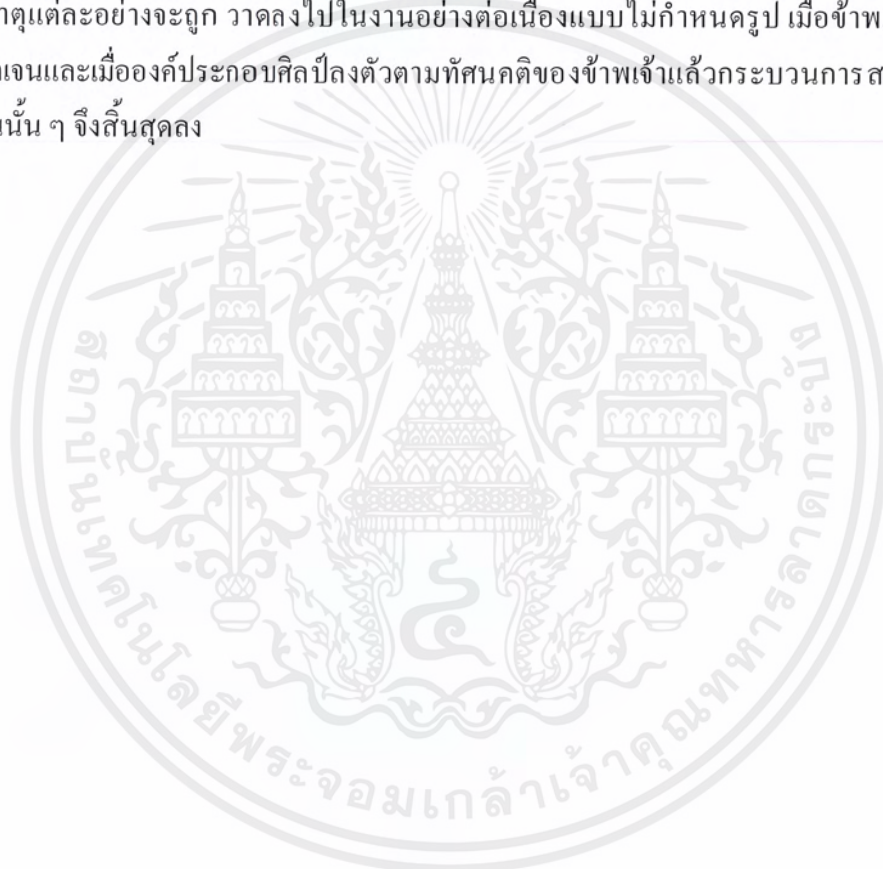 าตุแต่ละอย่างจะถูก วาดลงไปในงานอย่างต่อเนื่องแบบไม่กำหนดรูป เมื่อข้าพ
แจนและเมื่อองค์ประกอบศิลป์ลงตัวตามทัศนคติของข้าพเจ้าแล้วกระบวนการ ส
นั้น ๆ จึงสิ้นสุดลง
สถาบันเทคโนโลยีพระจอมเกล้าเจ้าคุณทหารลาดกระบัง